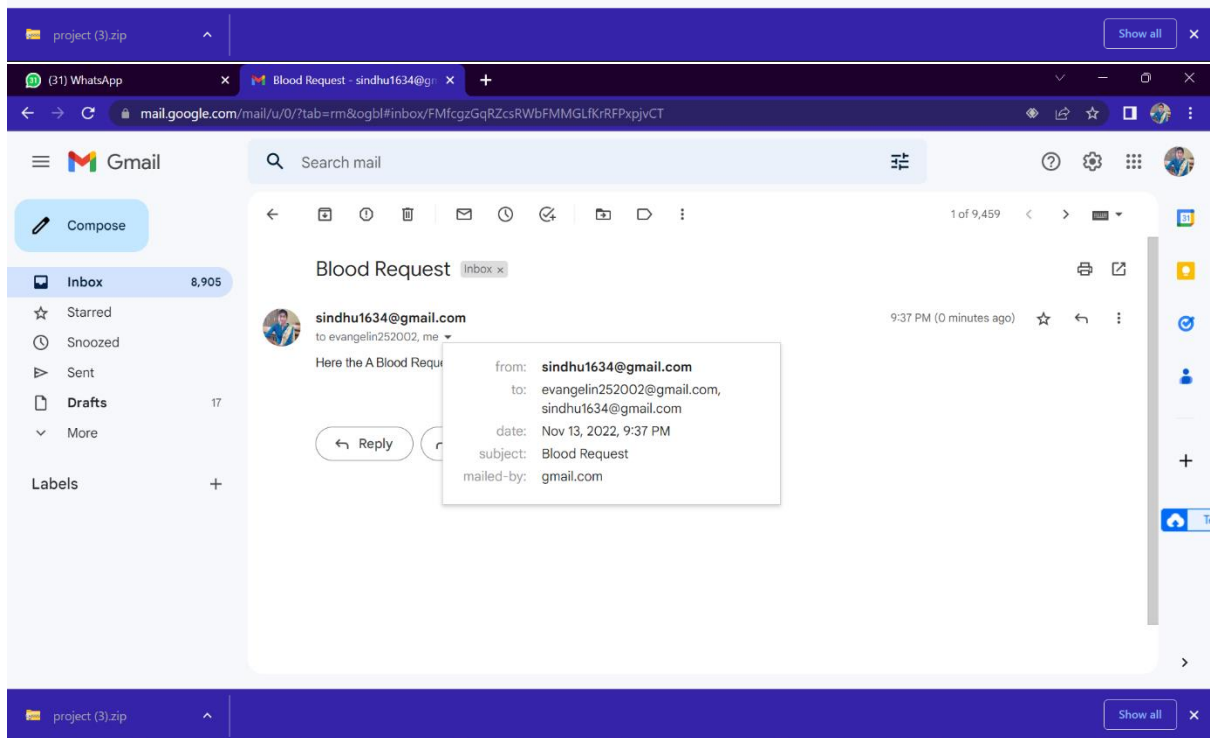 project (3).zip
Show all
(31) WhatsApp
Blood Request - sindhu1634@gm
mail.google.com/mail/u/0/?tab=rm&ogbl#inbox/FMfcgzGqRZcsRWbFMMGLfKrRFPxpjvCT
Gmail
Search mail
Compose
1 of 9,459
Inbox 8,905
Starred
Snoozed
Sent
Drafts 17
More
Labels
Blood Request Inbox x
sindhu1634@gmail.com
9:37 PM (0 minutes ago)
to evangelin252002, me
Here the A Blood Reque
from: sindhu1634@gmail.com
to: evangelin252002@gmail.com,
sindhu1634@gmail.com
date: Nov 13, 2022, 9:37 PM
subject: Blood Request
mailed-by: gmail.com
Reply
31
project (3).zip
Show all